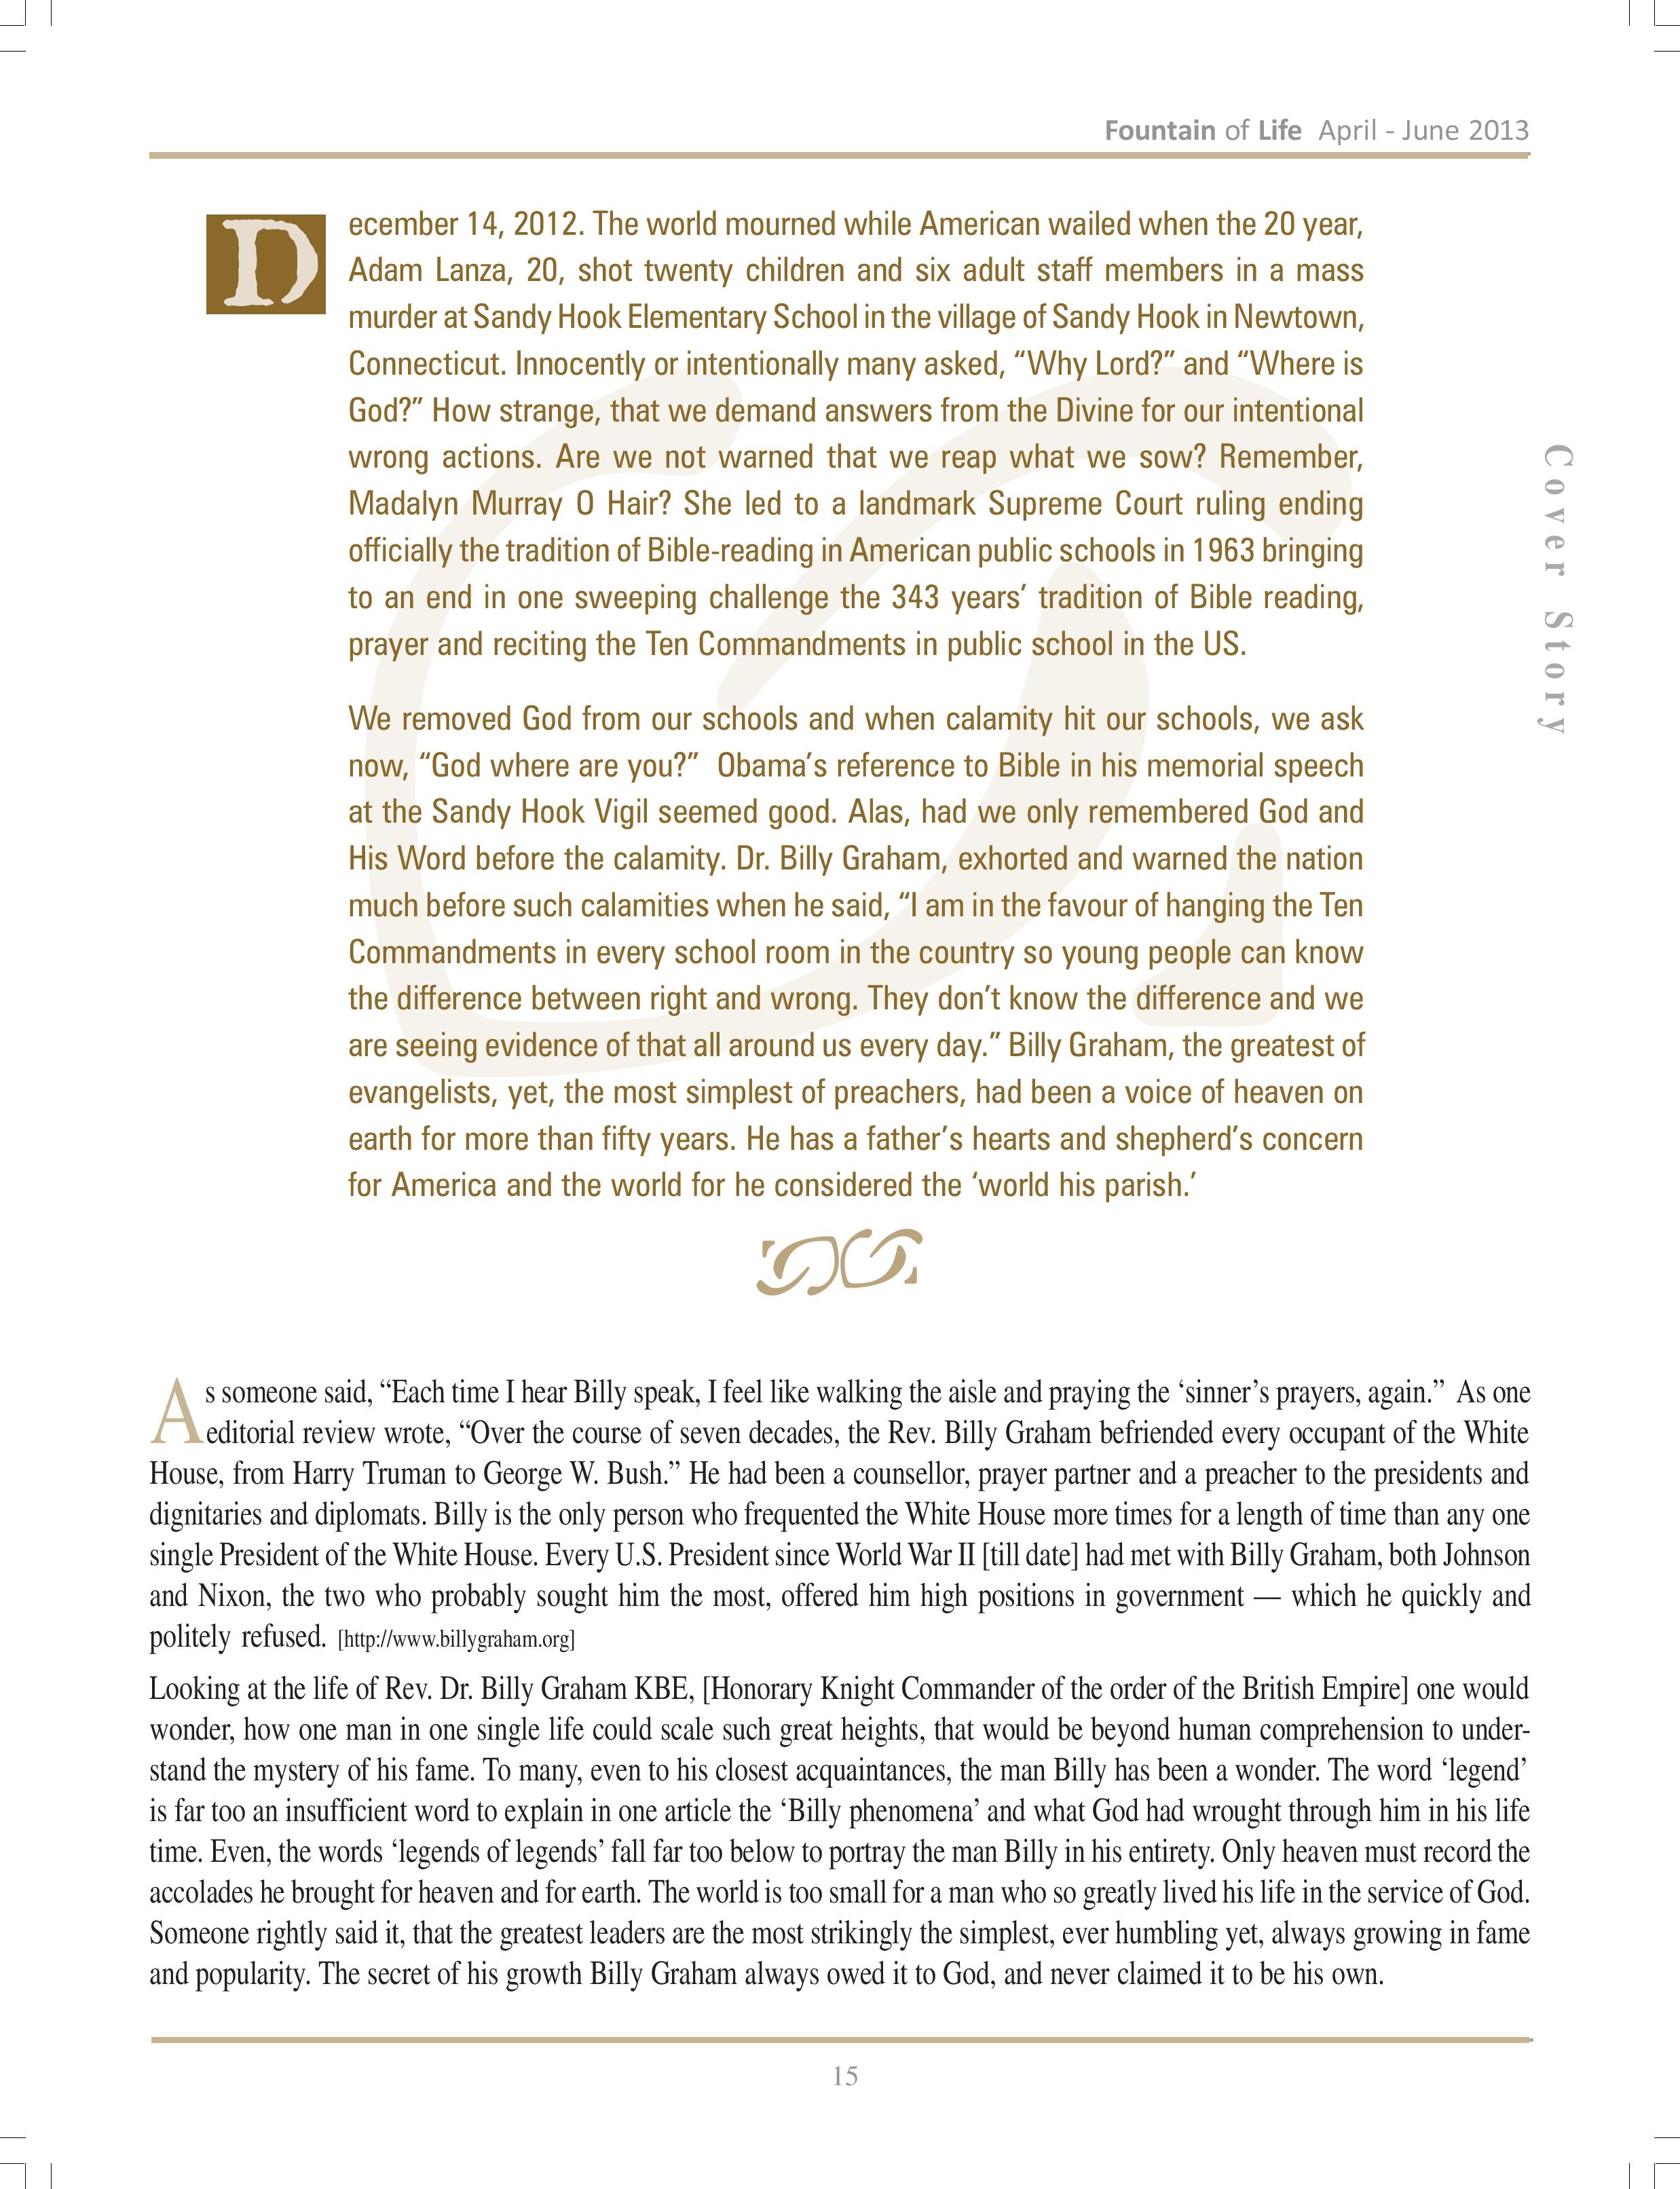 Fountain of Life April - June 2013
December 14, 2012. The world mourned while American wailed when the 20 year,
Adam Lanza, 20, shot twenty children and six adult staff members in a mass
murder at Sandy Hook Elementary School in the village of Sandy Hook in Newtown,
Connecticut. Innocently or intentionally many asked, “Why Lord?” and “Where is
God?” How strange, that we demand answers from the Divine for our intentional
wrong actions. Are we not warned that we reap what we sow? Remember,
Madalyn Murray O Hair? She led to a landmark Supreme Court ruling ending
officially the tradition of Bible-reading in American public schools in 1963 bringing
to an end in one sweeping challenge the 343 years’ tradition of Bible reading,
prayer and reciting the Ten Commandments in public school in the US.
We removed God from our schools and when calamity hit our schools, we ask
now, “God where are you?” Obama’s reference to Bible in his memorial speech
at the Sandy Hook Vigil seemed good. Alas, had we only remembered God and
His Word before the calamity. Dr. Billy Graham, exhorted and warned the nation
much before such calamities when he said, “I am in the favour of hanging the Ten
Commandments in every school room in the country so young people can know
the difference between right and wrong. They don’t know the difference and we
are seeing evidence of that all around us every day.” Billy Graham, the greatest of
evangelists, yet, the most simplest of preachers, had been a voice of heaven on
earth for more than fifty years. He has a father’s hearts and shepherd’s concern
for America and the world for he considered the ‘world his parish.’
Cover Story
As someone said, “Each time I hear Billy speak, I feel like walking the aisle and praying the ‘sinner’s prayers, again.” As one
editorial review wrote, “Over the course of seven decades, the Rev. Billy Graham befriended every occupant of the White
House, from Harry Truman to George W. Bush.” He had been a counsellor, prayer partner and a preacher to the presidents and
dignitaries and diplomats. Billy is the only person who frequented the White House more times for a length of time than any one
single President of the White House. Every U.S. President since World War II [till date] had met with Billy Graham, both Johnson
and Nixon, the two who probably sought him the most, offered him high positions in government — which he quickly and
politely refused. [http://www.billygraham.org]
Looking at the life of Rev. Dr. Billy Graham KBE, [Honorary Knight Commander of the order of the British Empire] one would
wonder, how one man in one single life could scale such great heights, that would be beyond human comprehension to under-
stand the mystery of his fame. To many, even to his closest acquaintances, the man Billy has been a wonder. The word ‘legend’
is far too an insufficient word to explain in one article the ‘Billy phenomena’ and what God had wrought through him in his life
time. Even, the words ‘legends of legends’ fall far too below to portray the man Billy in his entirety. Only heaven must record the
accolades he brought for heaven and for earth. The world is too small for a man who so greatly lived his life in the service of God.
Someone rightly said it, that the greatest leaders are the most strikingly the simplest, ever humbling yet, always growing in fame
and popularity. The secret of his growth Billy Graham always owed it to God, and never claimed it to be his own.
15